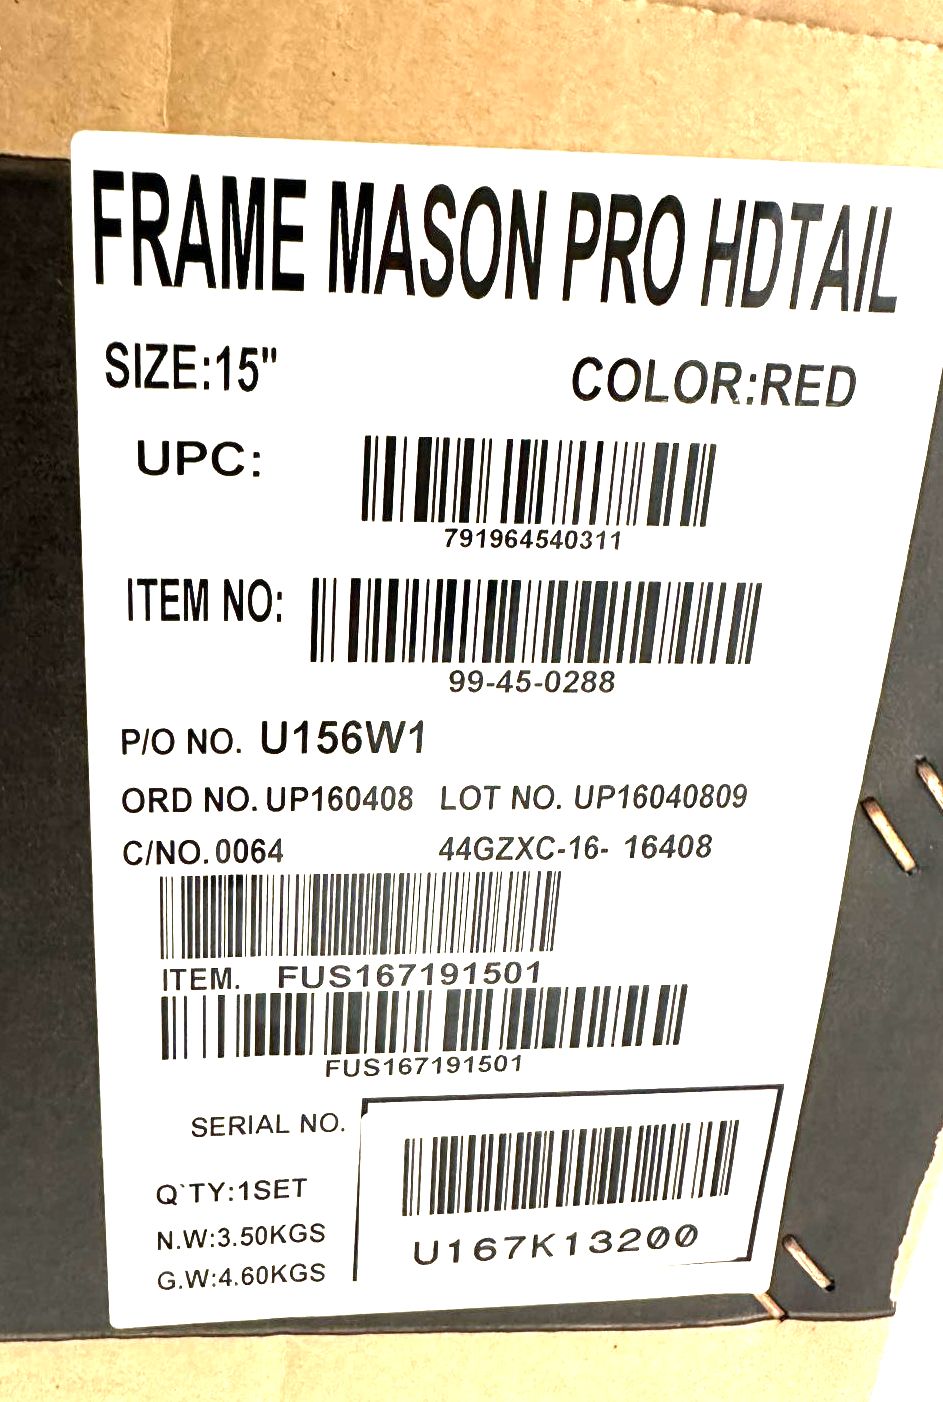 FRAME MASON PRO HDTAIL
SIZE:15" COLOR:RED
UPC:
791964540311
ITEM NO:
99-45-0288
P/O NO. U156W1
ORD NO. UP160408 LOT NO. UP16040809
C/NO. 0064 44GZXC-16- 16408
ITEM. FUS167191501
FUS167191501
SERIAL NO.
Q`TY:1SET
N.W:3.50KGS
U167K13200
G.W:4.60KGS